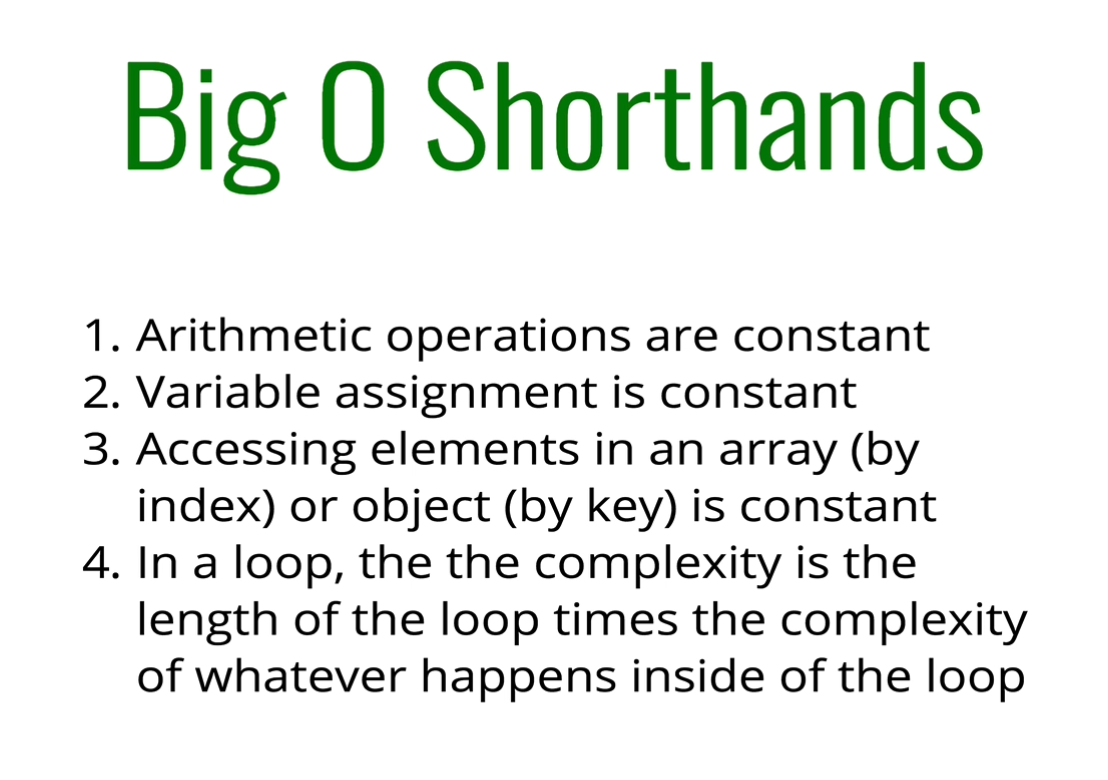 Big O Shorthands
1. Arithmetic operations are constant
2. Variable assignment is constant
3. Accessing elements in an array (by
index) or object (by key) is constant
4. In a loop, the the complexity is the
length of the loop times the complexity
of whatever happens inside of the loop